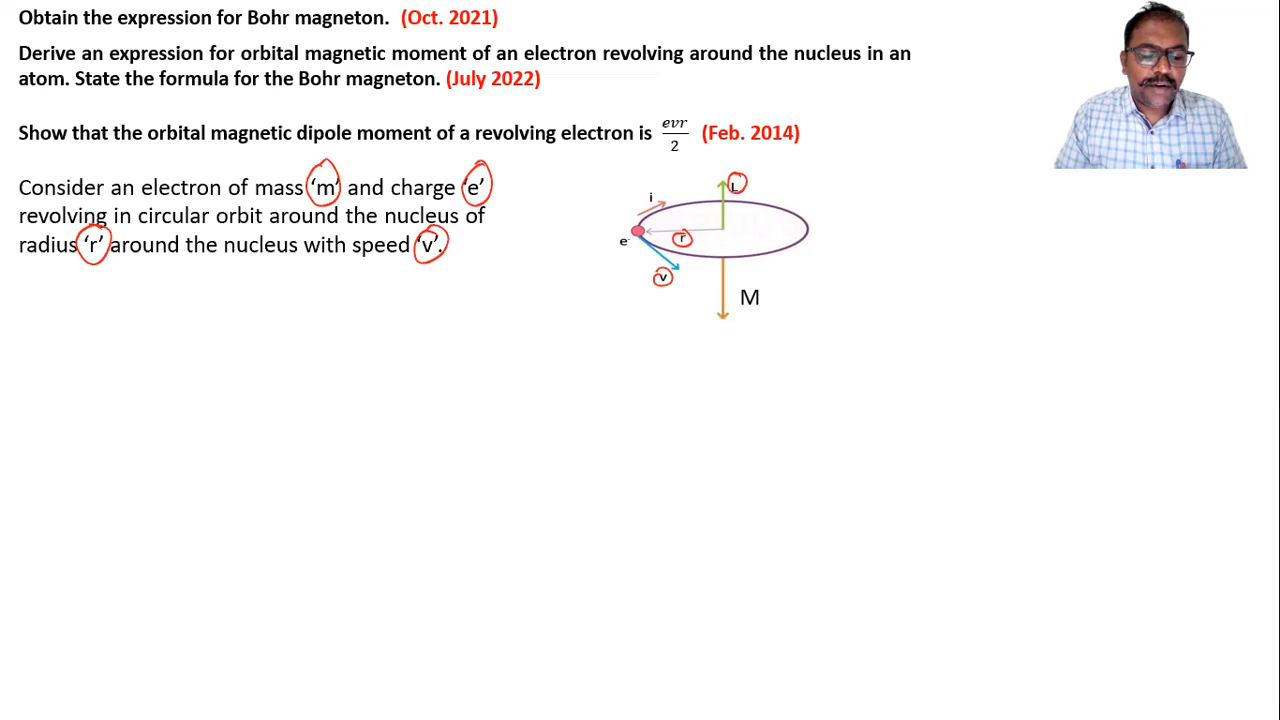 Obtain the expression for Bohr magneton. (Oct. 2021)
Derive an expression for orbital magnetic moment of an electron revolving around the nucleus in an
atom. State the formula for the Bohr magneton. (July 2022)
Show that the orbital magnetic dipole moment of a revolving electron is evr/2 (Feb. 2014)
Consider an electron of mass ‘m’ and charge ‘e’
revolving in circular orbit around the nucleus of
radius ‘r’ around the nucleus with speed ‘v’.
L
i
r
e⁻
v
M